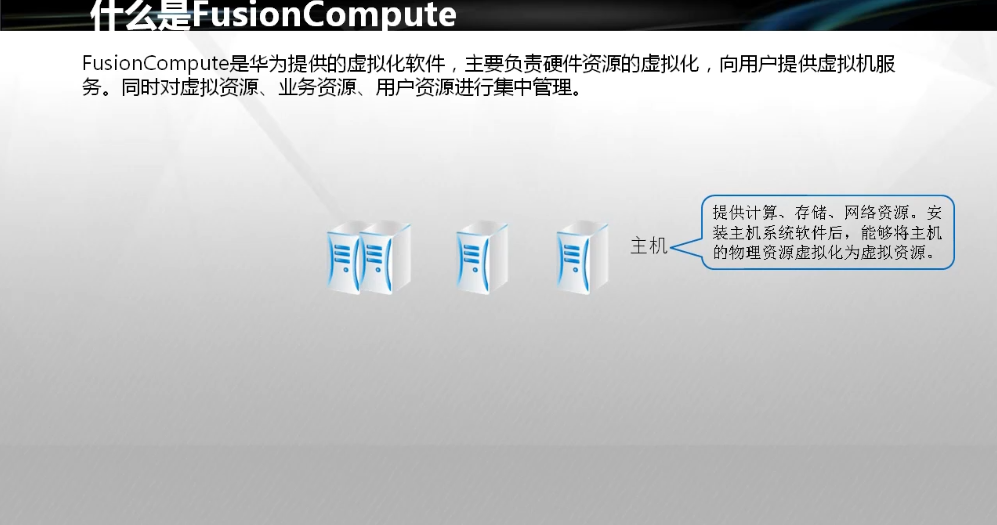 什么是FusionCompute
FusionCompute是华为提供的虚拟化软件，主要负责硬件资源的虚拟化，向用户提供虚拟机服
务。同时对虚拟资源、业务资源、用户资源进行集中管理。
提供计算、存储、网络资源。安
装主机系统软件后，能够将主机
的物理资源虚拟化为虚拟资源。
主机